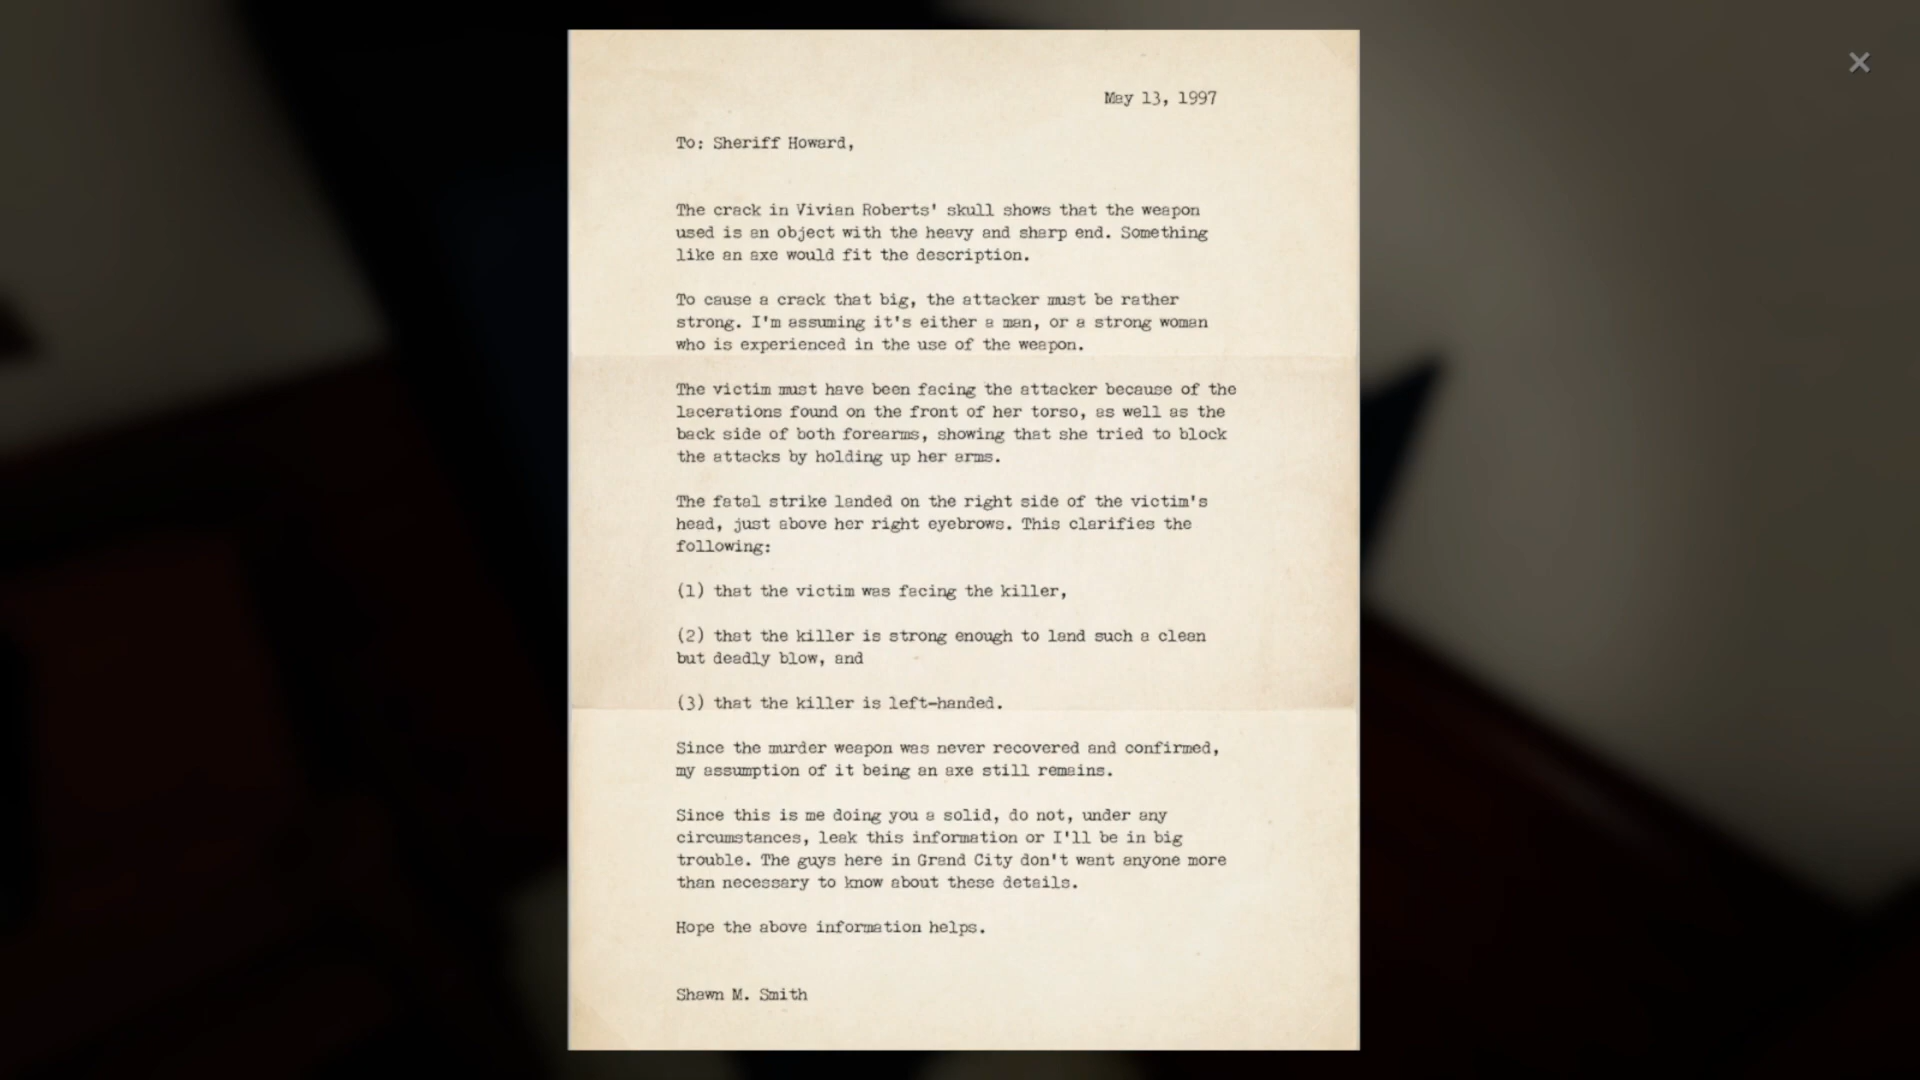 May 13, 1997
To: Sheriff Howard,
The crack in Vivian Roberts' skull shows that the weapon
used is an object with the heavy and sharp end. Something
like an axe would fit the description.
To cause a crack that big, the attacker must be rather
strong. I'm assuming it's either a man, or a strong woman
who is experienced in the use of the weapon.
The victim must have been facing the attacker because of the
lacerations found on the front of her torso, as well as the
back side of both forearms, showing that she tried to block
the attacks by holding up her arms.
The fatal strike landed on the right side of the victim's
head, just above her right eyebrows. This clarifies the
following:
(1) that the victim was facing the killer,
(2) that the killer is strong enough to land such a clean
but deadly blow, and
(3) that the killer is left-handed.
Since the murder weapon was never recovered and confirmed,
my assumption of it being an axe still remains.
Since this is me doing you a solid, do not, under any
circumstances, leak this information or I'll be in big
trouble. The guys here in Grand City don't want anyone more
than necessary to know about these details.
Hope the above information helps.
Shawn M. Smith